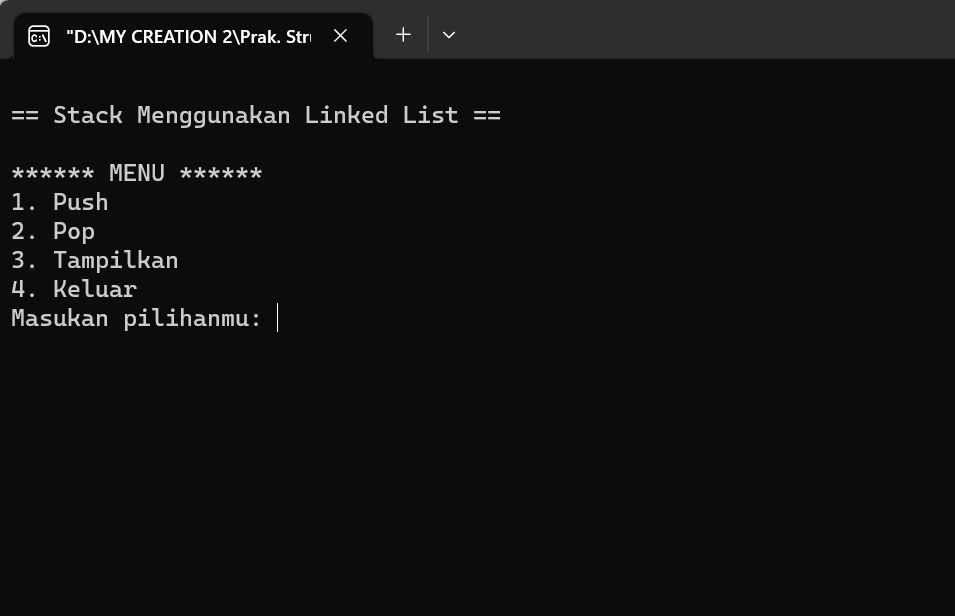 "D:\MY CREATION 2\Prak. Str
== Stack Menggunakan Linked List ==
****** MENU ******
1. Push
2. Pop
3. Tampilkan
4. Keluar
Masukan pilihanmu: